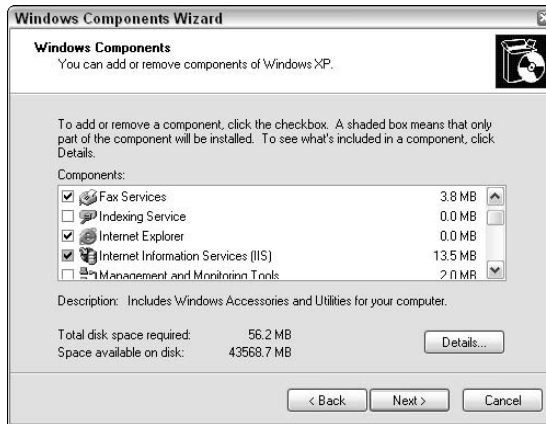 Windows Components Wizard
Windows Components
You can add or remove components of Windows XP.
To add or remove a component, click the checkbox. A shaded box means that only
part of the component will be installed. To see what's included in a component, click
Details.
Components:
Fax Services 3.8 MB
Indexing Service 0.0 MB
Internet Explorer 0.0 MB
Internet Information Services (IIS) 13.5 MB
Management and Monitoring Tools 2.0 MB
Description: Includes Windows Accessories and Utilities for your computer.
Total disk space required: 56.2 MB
Space available on disk: 43568.7 MB
Details...
< Back Next > Cancel